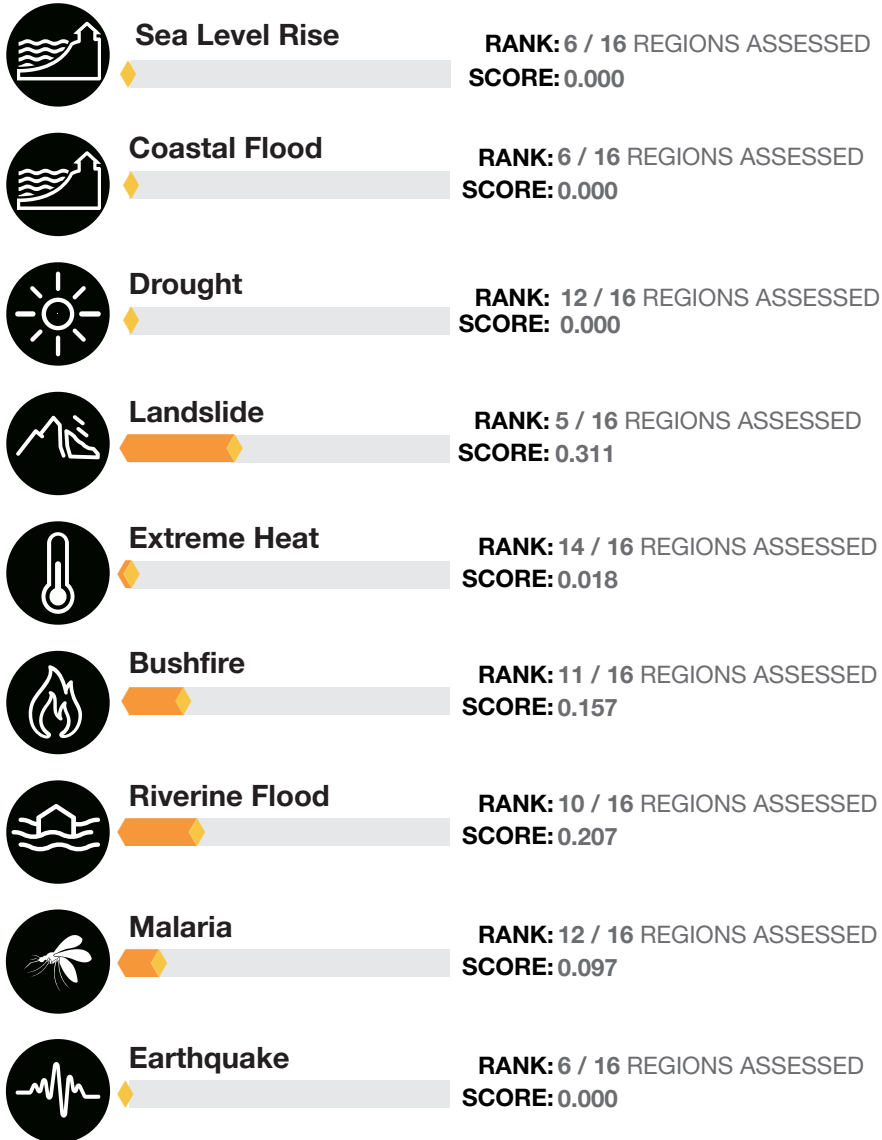 Sea Level Rise
RANK: 6 / 16 REGIONS ASSESSED
SCORE: 0.000
Coastal Flood
RANK: 6 / 16 REGIONS ASSESSED
SCORE: 0.000
Drought
RANK: 12 / 16 REGIONS ASSESSED
SCORE: 0.000
Landslide
RANK: 5 / 16 REGIONS ASSESSED
SCORE: 0.311
Extreme Heat
RANK: 14 / 16 REGIONS ASSESSED
SCORE: 0.018
Bushfire
RANK: 11 / 16 REGIONS ASSESSED
SCORE: 0.157
Riverine Flood
RANK: 10 / 16 REGIONS ASSESSED
SCORE: 0.207
Malaria
RANK: 12 / 16 REGIONS ASSESSED
SCORE: 0.097
Earthquake
RANK: 6 / 16 REGIONS ASSESSED
SCORE: 0.000